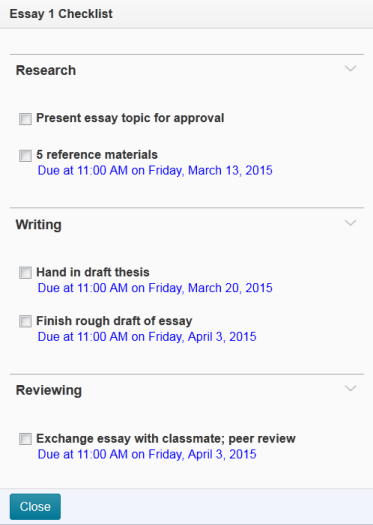 Essay 1 Checklist
Research
Present essay topic for approval
5 reference materials
Due at 11:00 AM on Friday, March 13, 2015
Writing
Hand in draft thesis
Due at 11:00 AM on Friday, March 20, 2015
Finish rough draft of essay
Due at 11:00 AM on Friday, April 3, 2015
Reviewing
Exchange essay with classmate; peer review
Due at 11:00 AM on Friday, April 3, 2015
Close